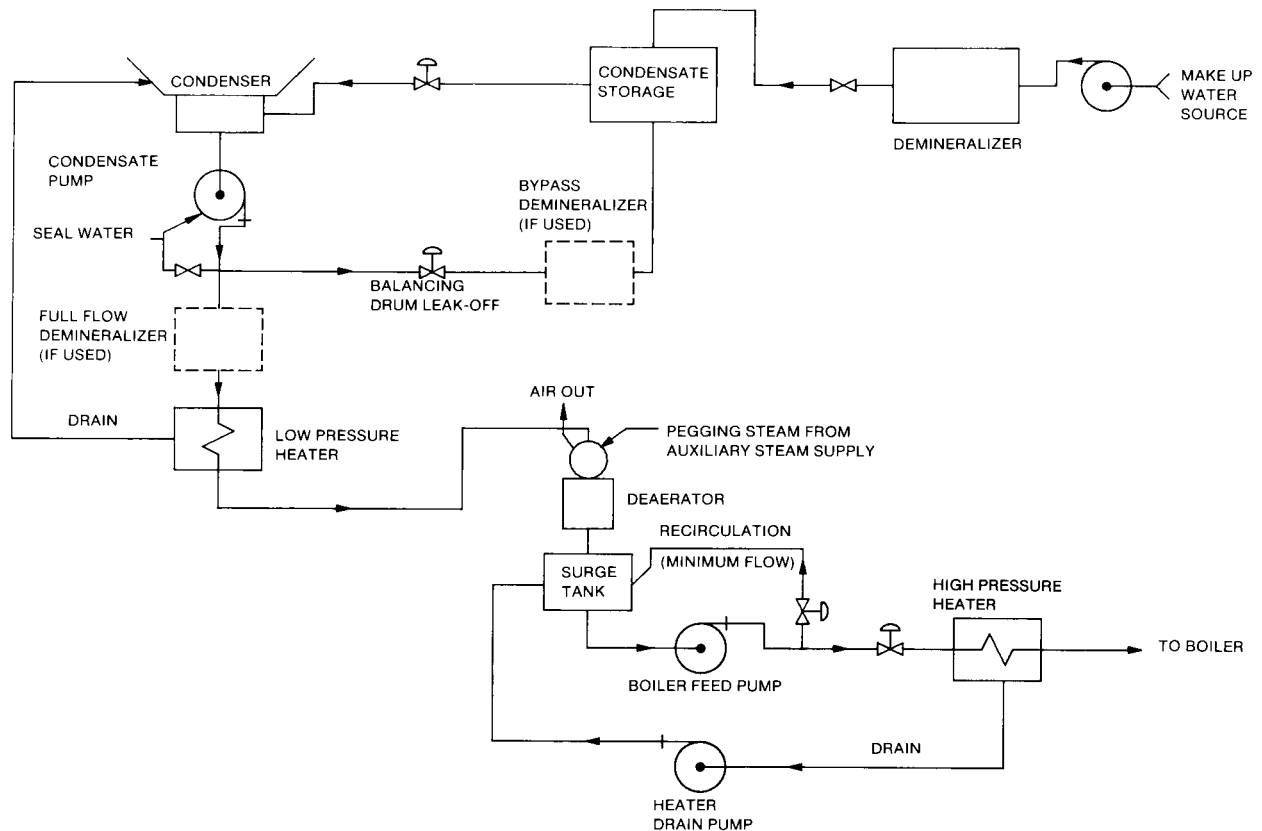 CONDENSER
CONDENSATE
STORAGE
MAKE UP
WATER
SOURCE
DEMINERALIZER
CONDENSATE
PUMP
BYPASS
DEMINERALIZER
(IF USED)
SEAL WATER
BALANCING
DRUM LEAK-OFF
FULL FLOW
DEMINERALIZER
(IF USED)
DRAIN
LOW PRESSURE
HEATER
AIR OUT
PEGGING STEAM FROM
AUXILIARY STEAM SUPPLY
DEAERATOR
RECIRCULATION
(MINIMUM FLOW)
SURGE
TANK
HIGH PRESSURE
HEATER
TO BOILER
BOILER FEED PUMP
DRAIN
HEATER
DRAIN PUMP